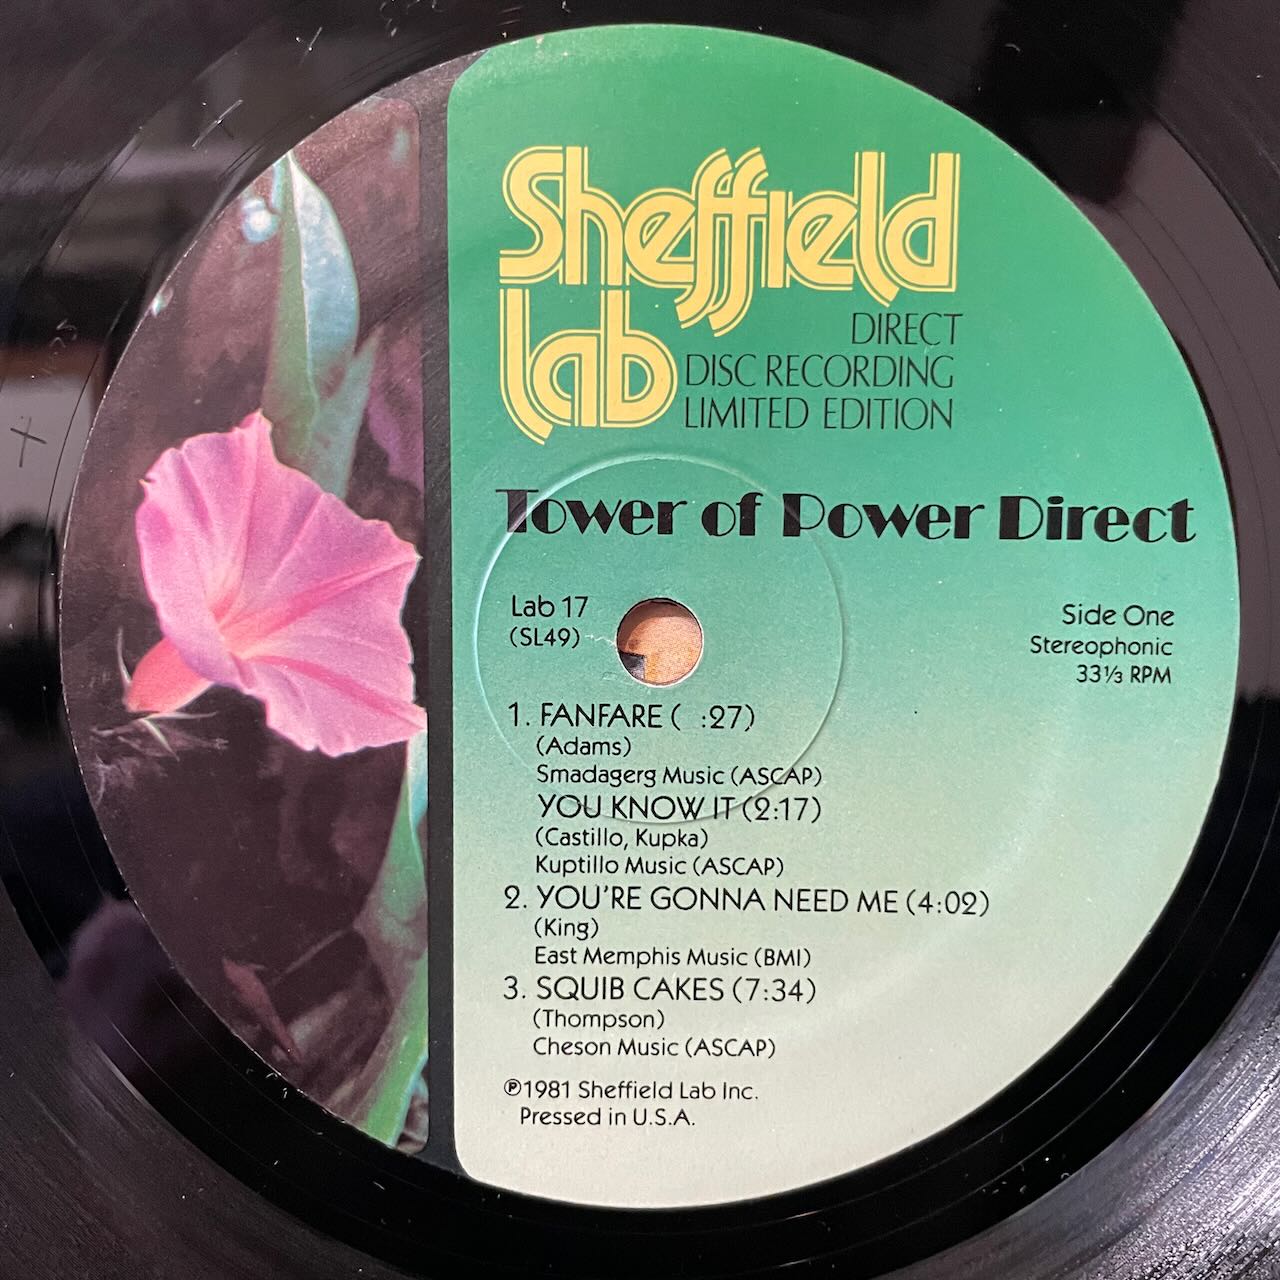 Sheffield
Lab
DIRECT
DISC RECORDING
LIMITED EDITION
Tower of Power Direct
Lab 17
(SL49)
Side One
Stereophonic
33⅓ RPM
1. FANFARE (  :27)
(Adams)
Smadagerg Music (ASCAP)
YOU KNOW IT (2:17)
(Castillo, Kupka)
Kuptillo Music (ASCAP)
2. YOU'RE GONNA NEED ME (4:02)
(King)
East Memphis Music (BMI)
3. SQUIB CAKES (7:34)
(Thompson)
Cheson Music (ASCAP)
℗1981 Sheffield Lab Inc.
Pressed in U.S.A.